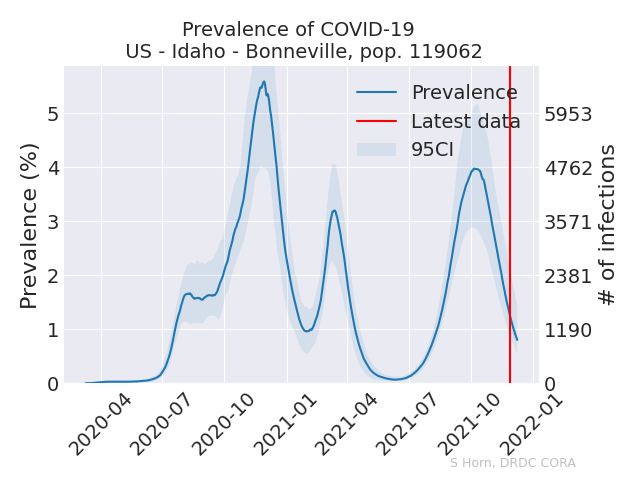 Prevalence of COVID-19
US - Idaho - Bonneville, pop. 119062
Prevalence
Latest data
95CI
Prevalence (%)
5
4
3
2
1
0
5953
4762
3571
2381
1190
0
# of infections
2020-04
2020-07
2020-10
2021-01
2021-04
2021-07
2021-10
2022-01
S Horn, DRDC CORA